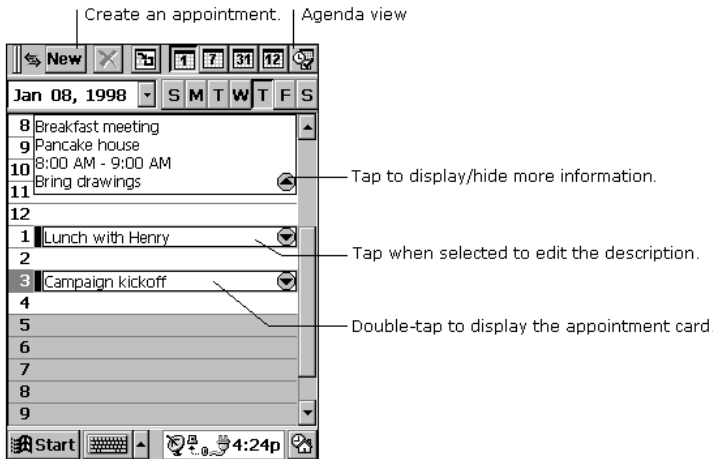 Create an appointment.
Agenda view
New
1 7 31 12
Jan 08, 1998 S M T W T F S
8 Breakfast meeting
9 Pancake house
10 8:00 AM - 9:00 AM
11 Bring drawings
Tap to display/hide more information.
12
1 Lunch with Henry
2
Tap when selected to edit the description.
3 Campaign kickoff
4
Double-tap to display the appointment card.
5
6
7
8
9
Start 4:24p